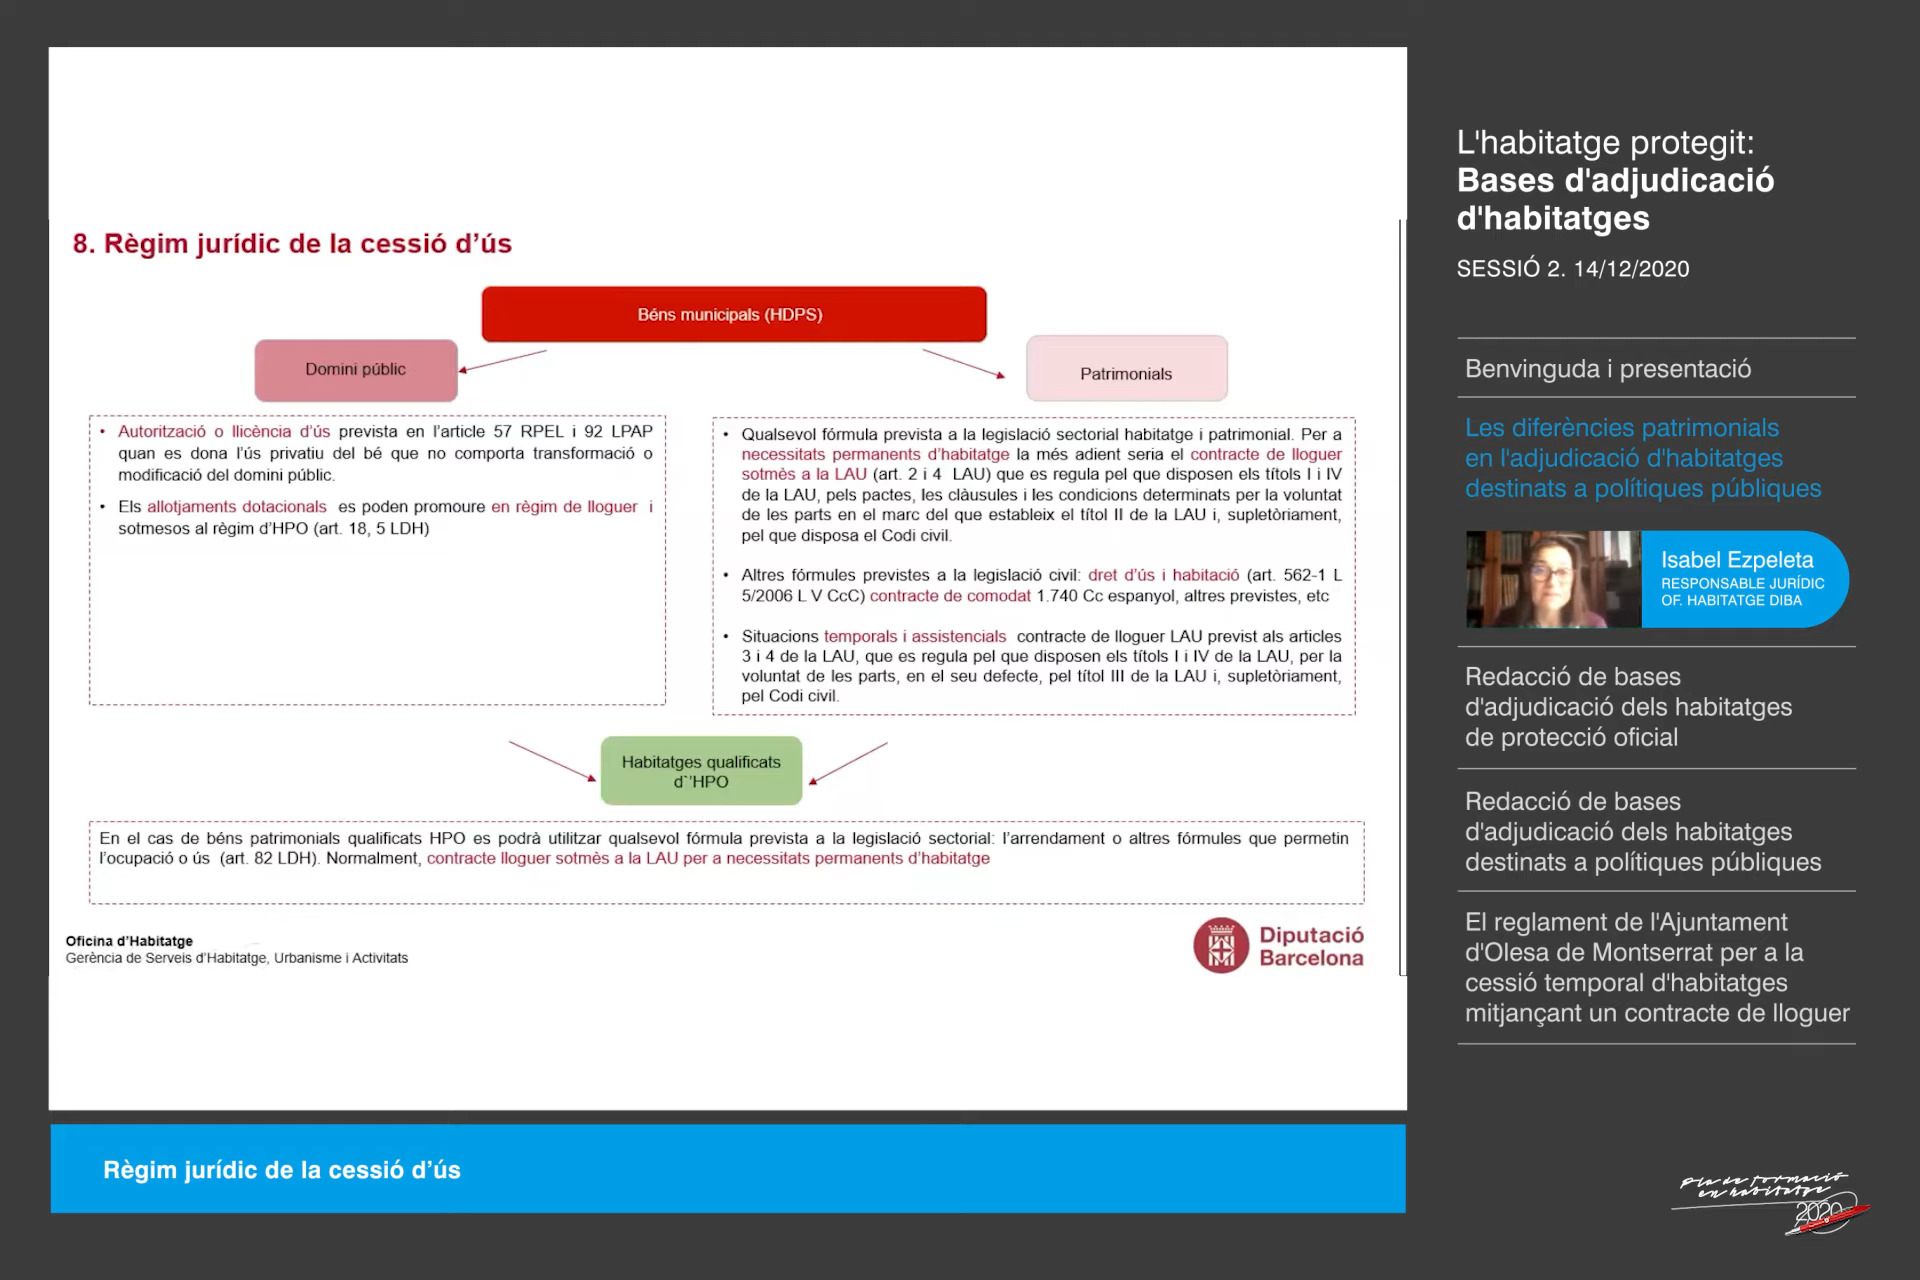 8. Règim jurídic de la cessió d'ús
Béns municipals (HDPS)
Domini públic
Patrimonials
• Autorització o llicència d'ús prevista en l'article 57 RPEL i 92 LPAP
quan es dona l'ús privatiu del bé que no comporta transformació o
modificació del domini públic.
• Els allotjaments dotacionals es poden promoure en règim de lloguer i
sotmesos al règim d'HPO (art. 18, 5 LDH)
• Qualsevol fórmula prevista a la legislació sectorial habitatge i patrimonial. Per a
necessitats permanents d'habitatge la més adient seria el contracte de lloguer
sotmès a la LAU (art. 2 i 4 LAU) que es regula pel que disposen els títols I i IV
de la LAU, pels pactes, les clàusules i les condicions determinats per la voluntat
de les parts en el marc del que estableix el títol II de la LAU i, supletòriament,
pel que disposa el Codi civil.
• Altres fórmules previstes a la legislació civil: dret d'ús i habitació (art. 562-1 L
5/2006 L V CcC) contracte de comodat 1.740 Cc espanyol, altres previstes, etc
• Situacions temporals i assistencials contracte de lloguer LAU previst als articles
3 i 4 de la LAU, que es regula pel que disposen els títols I i IV de la LAU, per la
voluntat de les parts, en el seu defecte, pel títol III de la LAU i, supletòriament,
pel Codi civil.
Habitatges qualificats
d`'HPO
En el cas de béns patrimonials qualificats HPO es podrà utilitzar qualsevol fórmula prevista a la legislació sectorial: l'arrendament o altres fórmules que permetin
l'ocupació o ús (art. 82 LDH). Normalment, contracte lloguer sotmès a la LAU per a necessitats permanents d'habitatge
Oficina d'Habitatge
Gerència de Serveis d'Habitatge, Urbanisme i Activitats
Diputació
Barcelona
Règim jurídic de la cessió d'ús
L'habitatge protegit:
Bases d'adjudicació
d'habitatges
SESSIÓ 2. 14/12/2020
Benvinguda i presentació
Les diferències patrimonials
en l'adjudicació d'habitatges
destinats a polítiques públiques
Isabel Ezpeleta
RESPONSABLE JURÍDIC
OF. HABITATGE DIBA
Redacció de bases
d'adjudicació dels habitatges
de protecció oficial
Redacció de bases
d'adjudicació dels habitatges
destinats a polítiques públiques
El reglament de l'Ajuntament
d'Olesa de Montserrat per a la
cessió temporal d'habitatges
mitjançant un contracte de lloguer
pla de formació
en habitatge
2020